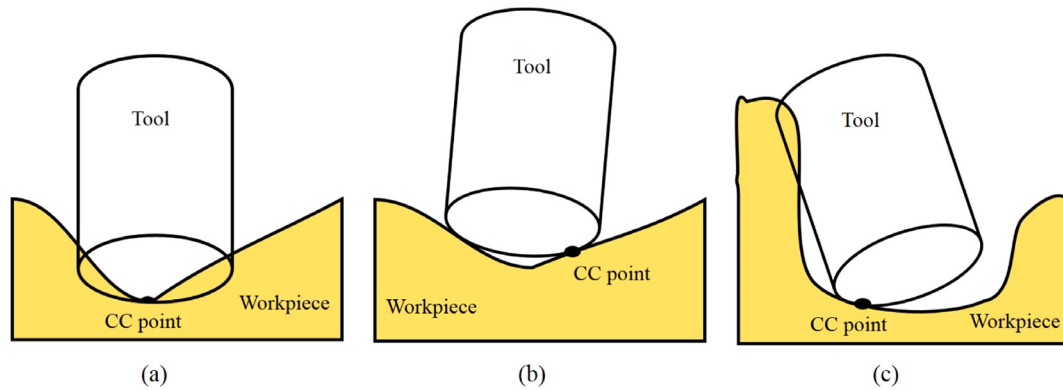 Tool
Workpiece
CC point
(a)
Tool
CC point
Workpiece
(b)
Tool
CC point
Workpiece
(c)